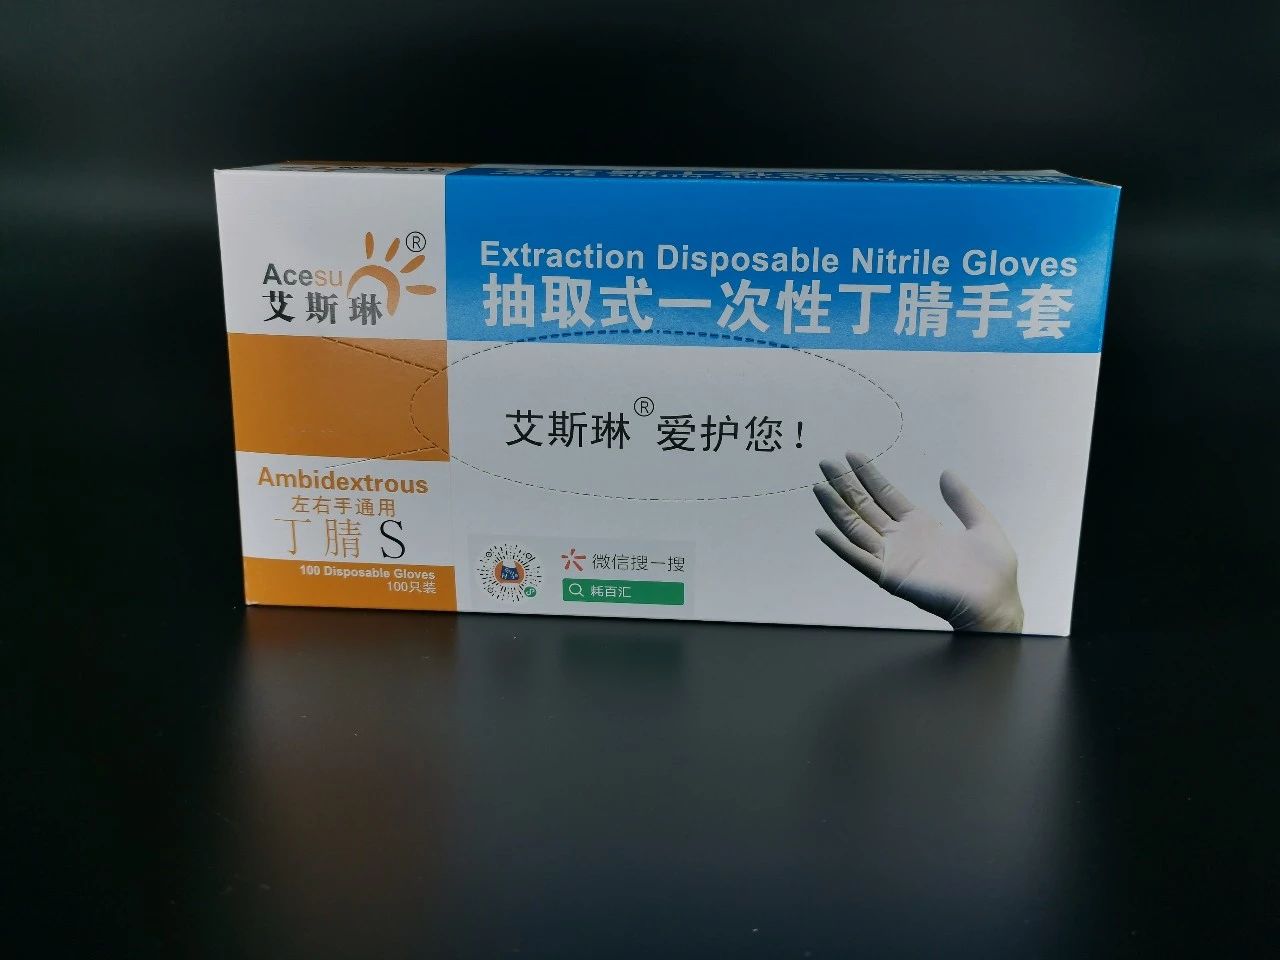 Acesu®
艾斯琳
Extraction Disposable Nitrile Gloves
抽取式一次性丁腈手套
艾斯琳®爱护您!
Ambidextrous
左右手通用
丁腈 S
100 Disposable Gloves
100只装
微信搜一搜
耗百汇